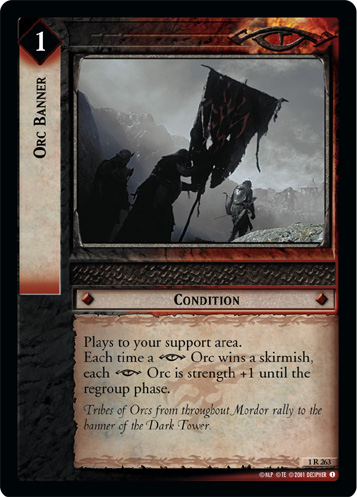 1
ORC BANNER
CONDITION
Plays to your support area.
Each time a Orc wins a skirmish,
each Orc is strength +1 until the
regroup phase.
Tribes of Orcs from throughout Mordor rally to the
banner of the Dark Tower.
1 R 263
©NLP ™TE ©2001 DECIPHER